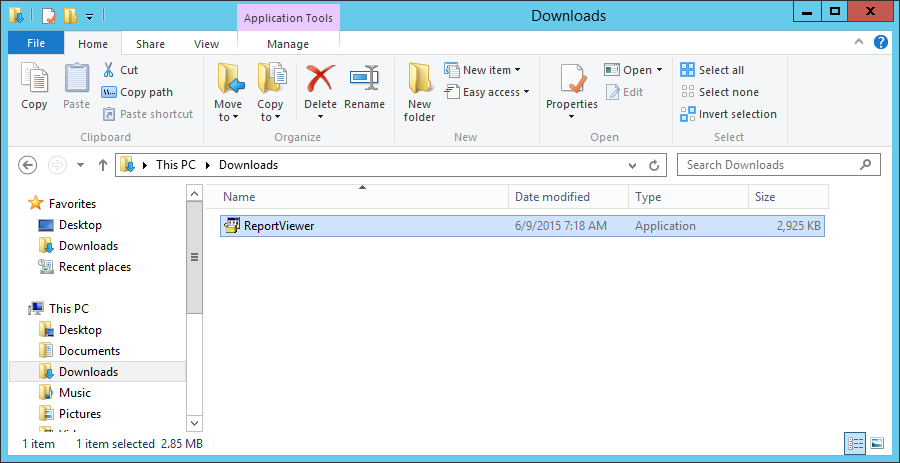 Application Tools Downloads
File Home Share View Manage
Copy
Paste
Cut
Copy path
Paste shortcut
Clipboard
Move to
Copy to
Delete
Rename
Organize
New folder
New item
Easy access
New
Properties
Open
Edit
Open
Select all
Select none
Invert selection
Select
This PC Downloads
Search Downloads
Favorites
Desktop
Downloads
Recent places
This PC
Desktop
Documents
Downloads
Music
Pictures
Name Date modified Type Size
ReportViewer 6/9/2015 7:18 AM Application 2,925 KB
1 item 1 item selected 2.85 MB